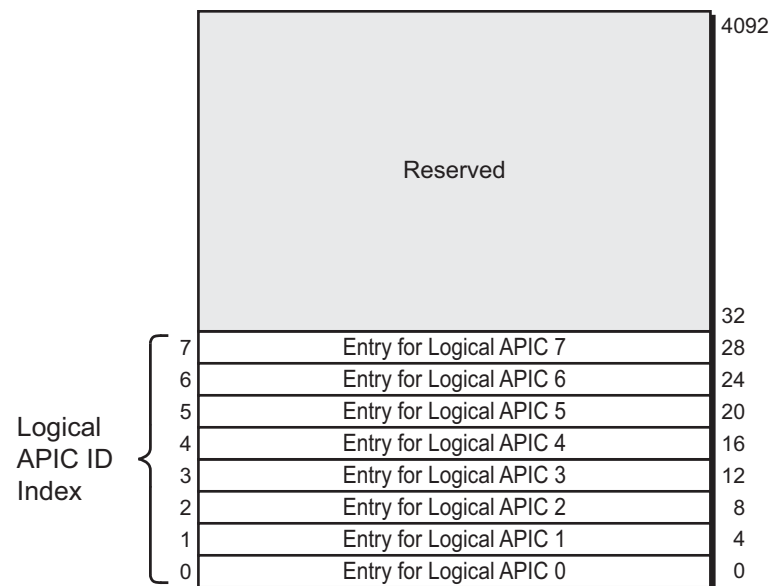 4092
Reserved
32
7 Entry for Logical APIC 7 28
6 Entry for Logical APIC 6 24
5 Entry for Logical APIC 5 20
4 Entry for Logical APIC 4 16
3 Entry for Logical APIC 3 12
2 Entry for Logical APIC 2 8
1 Entry for Logical APIC 1 4
0 Entry for Logical APIC 0 0
Logical
APIC ID
Index